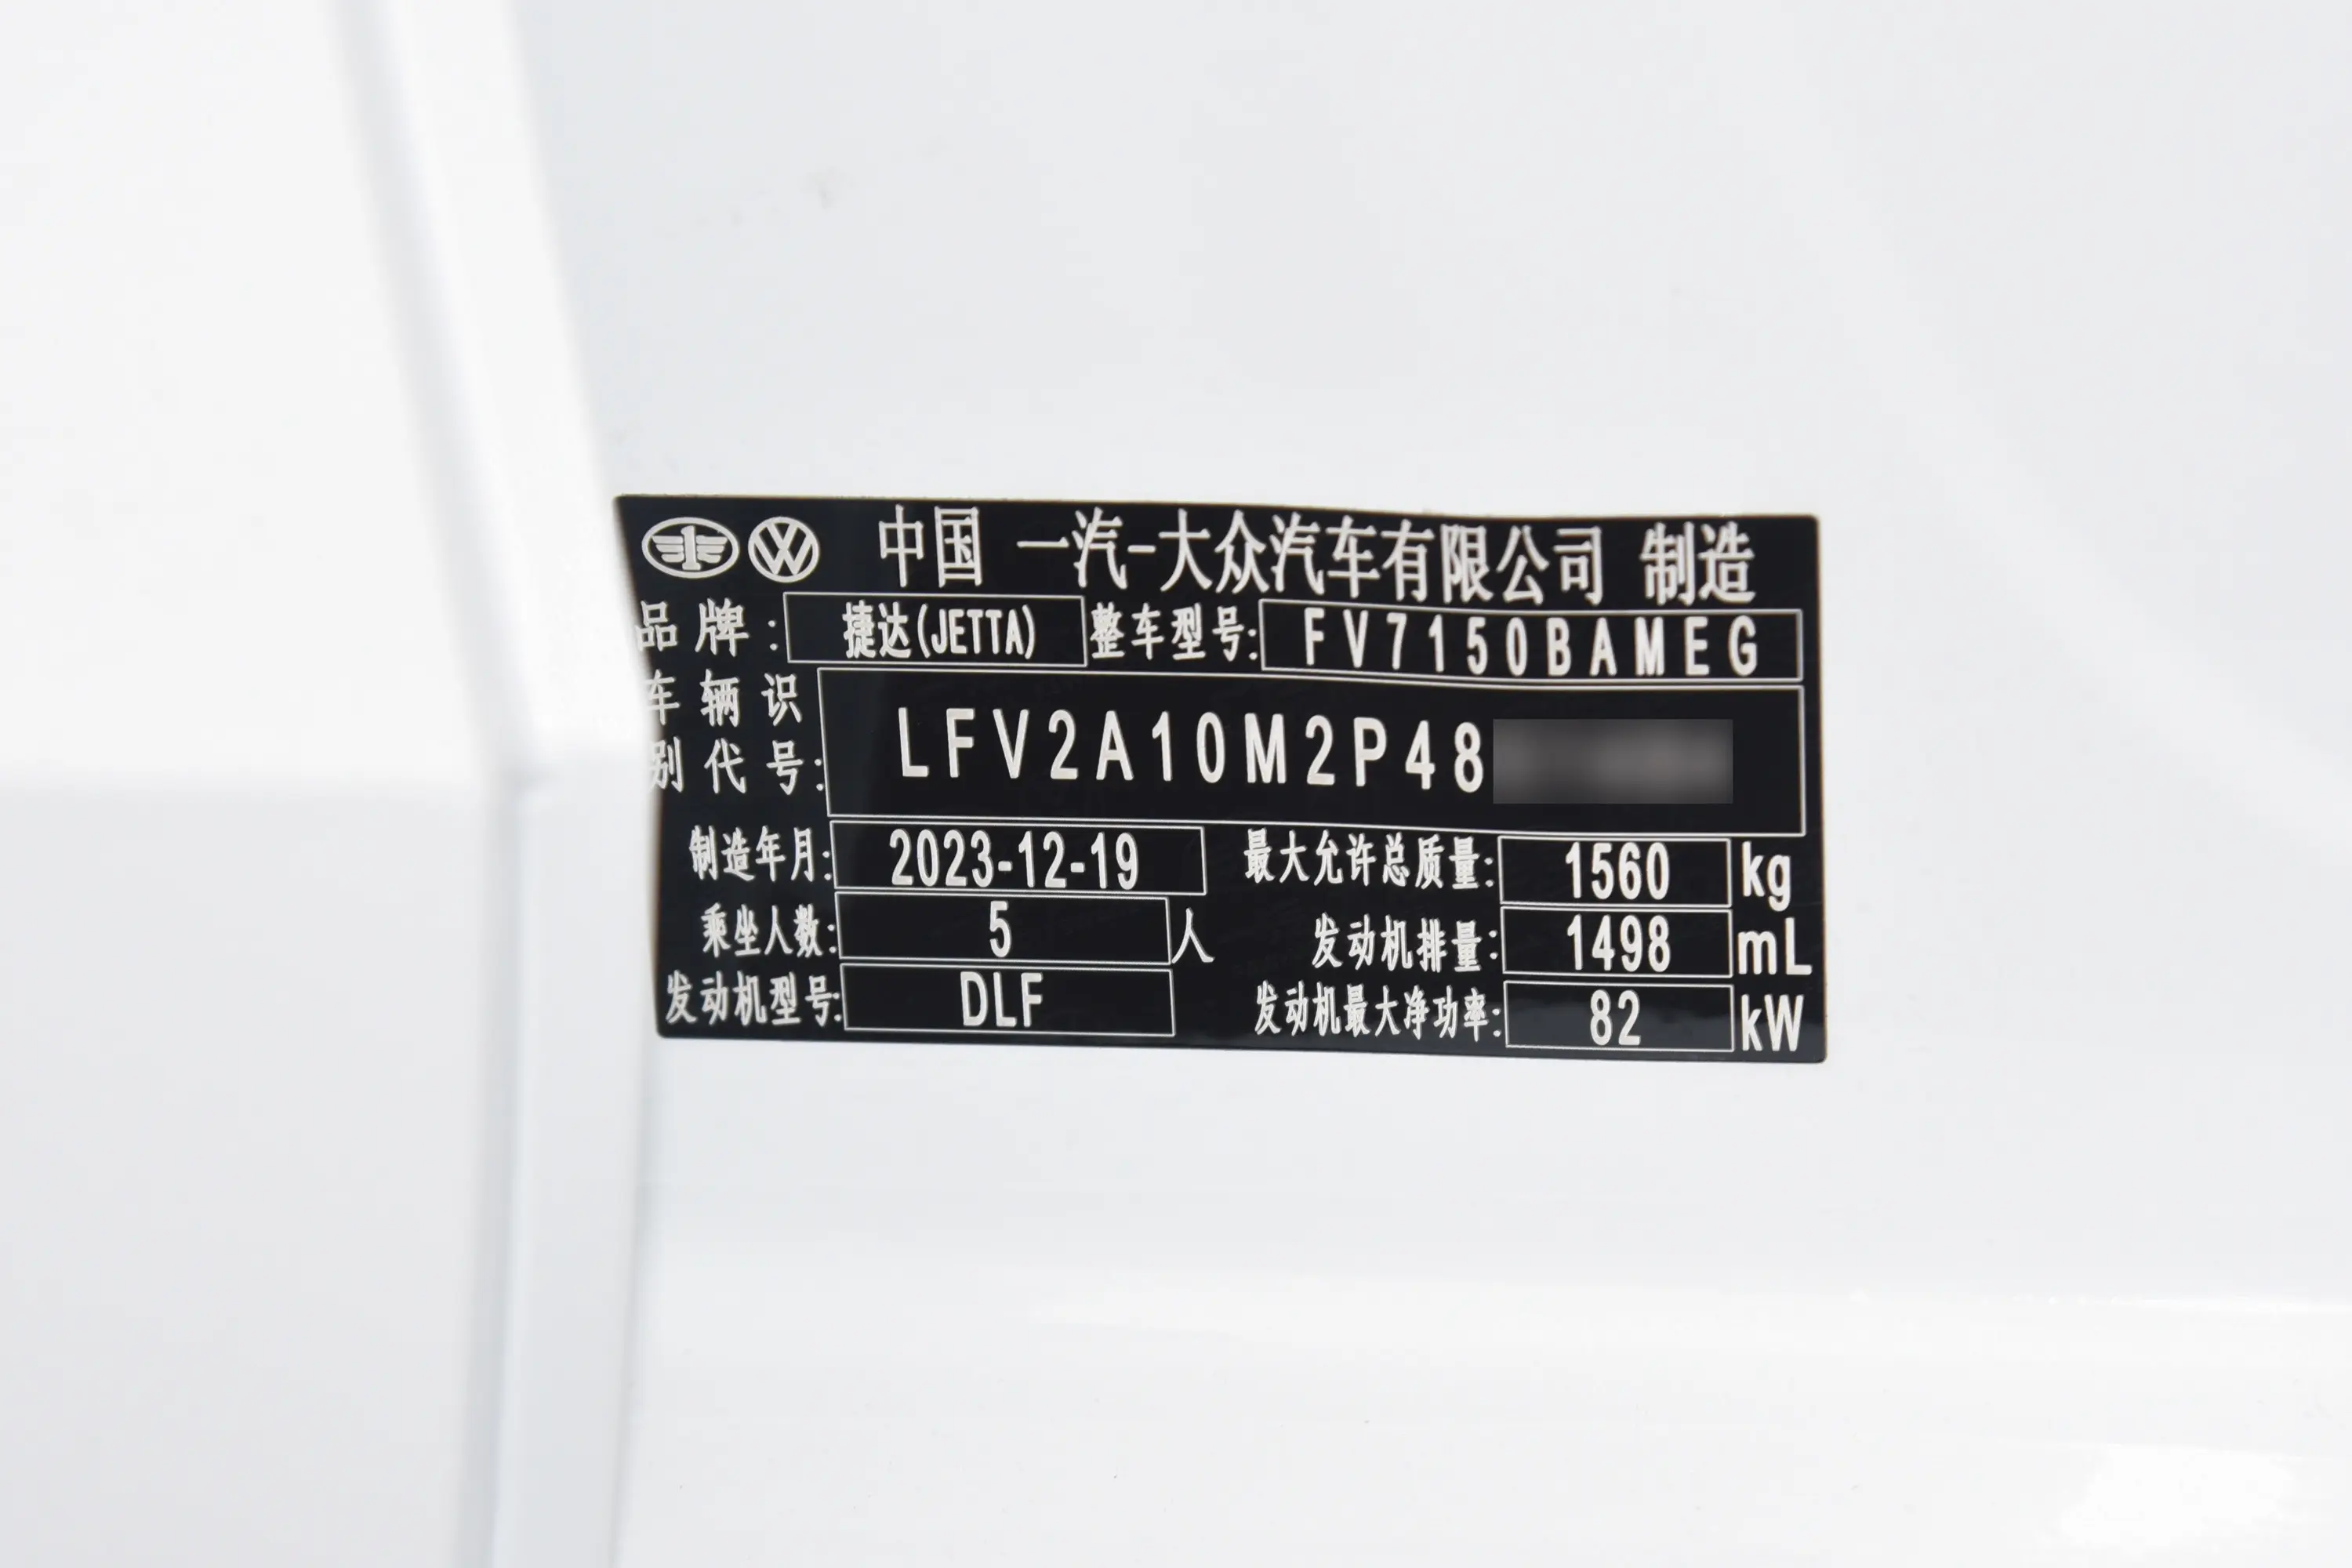 中国 一汽-大众汽车有限公司 制造
品牌: 捷达(JETTA) 整车型号: FV7150BAMEG
车辆识别代号: LFV2A10M2P48
制造年月: 2023-12-19 最大允许总质量: 1560 kg
乘坐人数: 5 人 发动机排量: 1498 mL
发动机型号: DLF 发动机最大净功率: 82 kW